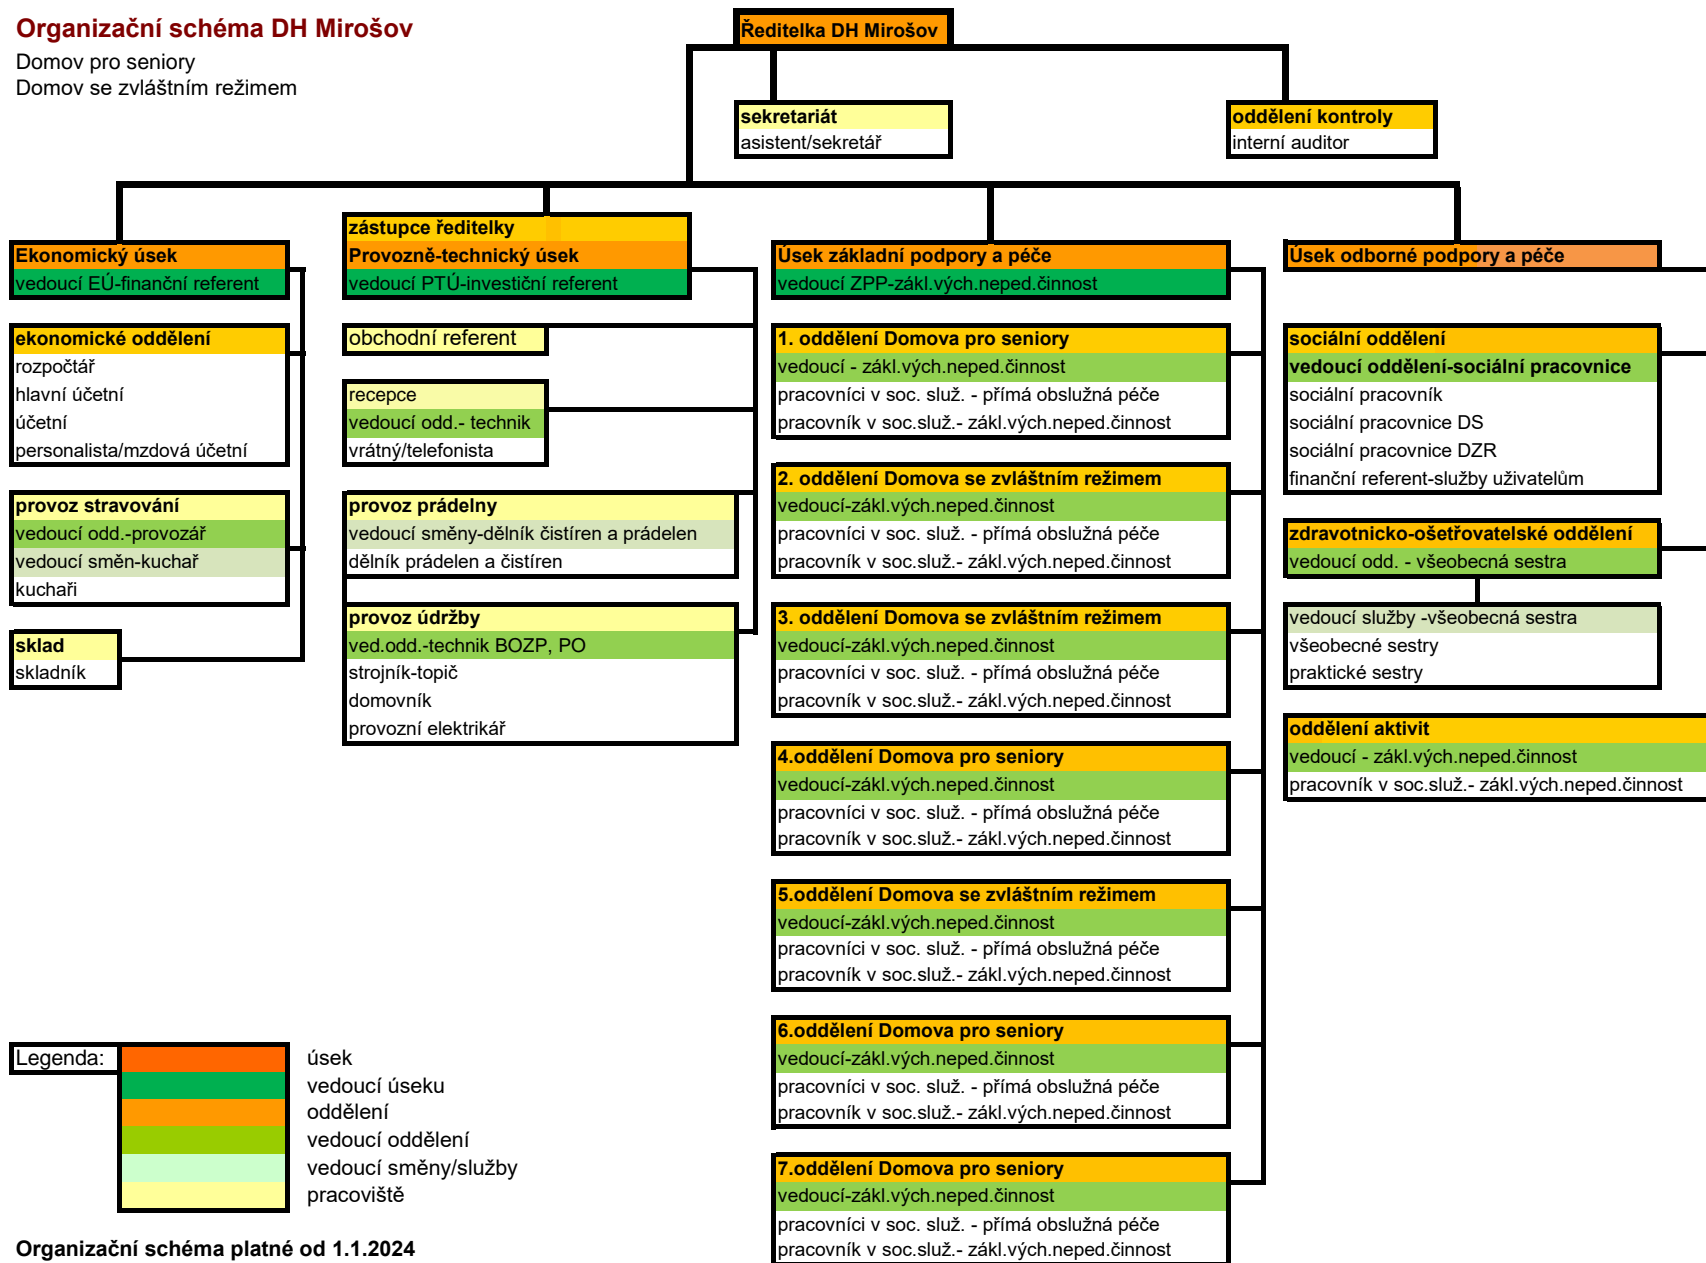 Organizační schéma DH Mirošov
Domov pro seniory
Domov se zvláštním režimem
Ředitelka DH Mirošov
sekretariát
asistent/sekretář
oddělení kontroly
interní auditor
Ekonomický úsek
vedoucí EÚ-finanční referent
ekonomické oddělení
rozpočtář
hlavní účetní
účetní
personalista/mzdová účetní
provoz stravování
vedoucí odd.-provozář
vedoucí směn-kuchař
kuchaři
sklad
skladník
zástupce ředitelky
Provozně-technický úsek
vedoucí PTÚ-investiční referent
obchodní referent
recepce
vedoucí odd.- technik
vrátný/telefonista
provoz prádelny
vedoucí směny-dělník čistíren a prádelen
dělník prádelen a čistíren
provoz údržby
ved.odd.-technik BOZP, PO
strojník-topič
domovník
provozní elektrikář
Úsek základní podpory a péče
vedoucí ZPP-zákl.vých.neped.činnost
1. oddělení Domova pro seniory
vedoucí - zákl.vých.neped.činnost
pracovníci v soc. služ. - přímá obslužná péče
pracovník v soc.služ.- zákl.vých.neped.činnost
2. oddělení Domova se zvláštním režimem
vedoucí-zákl.vých.neped.činnost
pracovníci v soc. služ. - přímá obslužná péče
pracovník v soc.služ.- zákl.vých.neped.činnost
3. oddělení Domova se zvláštním režimem
vedoucí-zákl.vých.neped.činnost
pracovníci v soc. služ. - přímá obslužná péče
pracovník v soc.služ.- zákl.vých.neped.činnost
4.oddělení Domova pro seniory
vedoucí-zákl.vých.neped.činnost
pracovníci v soc. služ. - přímá obslužná péče
pracovník v soc.služ.- zákl.vých.neped.činnost
5.oddělení Domova se zvláštním režimem
vedoucí-zákl.vých.neped.činnost
pracovníci v soc. služ. - přímá obslužná péče
pracovník v soc.služ.- zákl.vých.neped.činnost
6.oddělení Domova pro seniory
vedoucí-zákl.vých.neped.činnost
pracovníci v soc. služ. - přímá obslužná péče
pracovník v soc.služ.- zákl.vých.neped.činnost
7.oddělení Domova pro seniory
vedoucí-zákl.vých.neped.činnost
pracovníci v soc. služ. - přímá obslužná péče
pracovník v soc.služ.- zákl.vých.neped.činnost
Úsek odborné podpory a péče
sociální oddělení
vedoucí oddělení-sociální pracovnice
sociální pracovník
sociální pracovnice DS
sociální pracovnice DZR
finanční referent-služby uživatelům
zdravotnicko-ošetřovatelské oddělení
vedoucí odd. - všeobecná sestra
vedoucí služby -všeobecná sestra
všeobecné sestry
praktické sestry
oddělení aktivit
vedoucí - zákl.vých.neped.činnost
pracovník v soc.služ.- zákl.vých.neped.činnost
Legenda:
úsek
vedoucí úseku
oddělení
vedoucí oddělení
vedoucí směny/služby
pracoviště
Organizační schéma platné od 1.1.2024